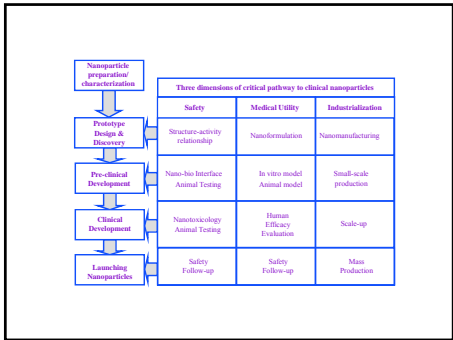 Nanoparticle
preparation/
characterization
Three dimensions of critical pathway to clinical nanoparticles
Safety
Medical Utility
Industrialization
Prototype
Design &
Discovery
Structure-activity
relationship
Nanoformulation
Nanomanufacturing
Pre-clinical
Development
Nano-bio Interface
Animal Testing
In vitro model
Animal model
Small-scale
production
Clinical
Development
Nanotoxicology
Animal Testing
Human
Efficacy
Evaluation
Scale-up
Launching
Nanoparticles
Safety
Follow-up
Safety
Follow-up
Mass
Production